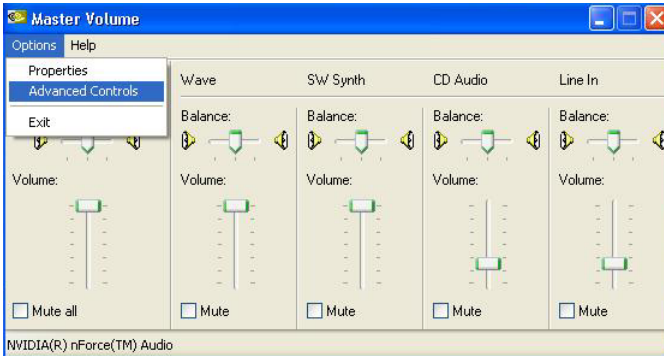 Master Volume
Options Help
Properties
Advanced Controls
Exit
Wave SW Synth CD Audio Line In
Balance: Balance: Balance: Balance:
Volume: Volume: Volume: Volume: Volume:
Mute all Mute Mute Mute Mute
NVIDIA(R) nForce(TM) Audio